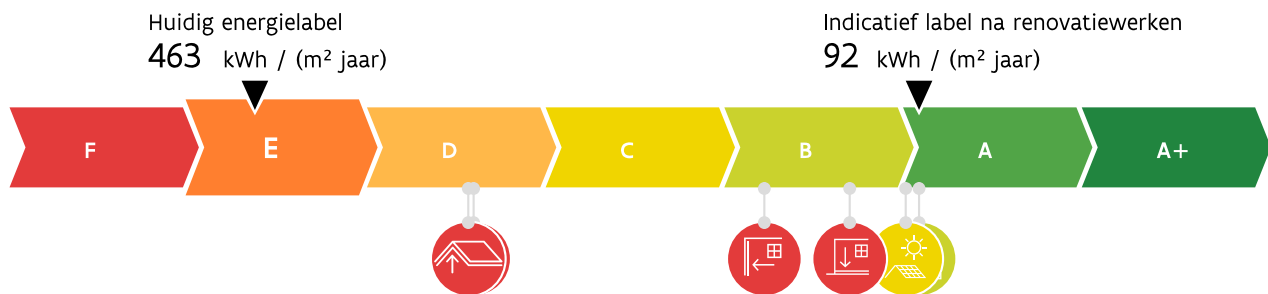 Huidig energielabel
463 kWh / (m² jaar)
Indicatief label na renovatiewerken
92 kWh / (m² jaar)
F E D C B A A+